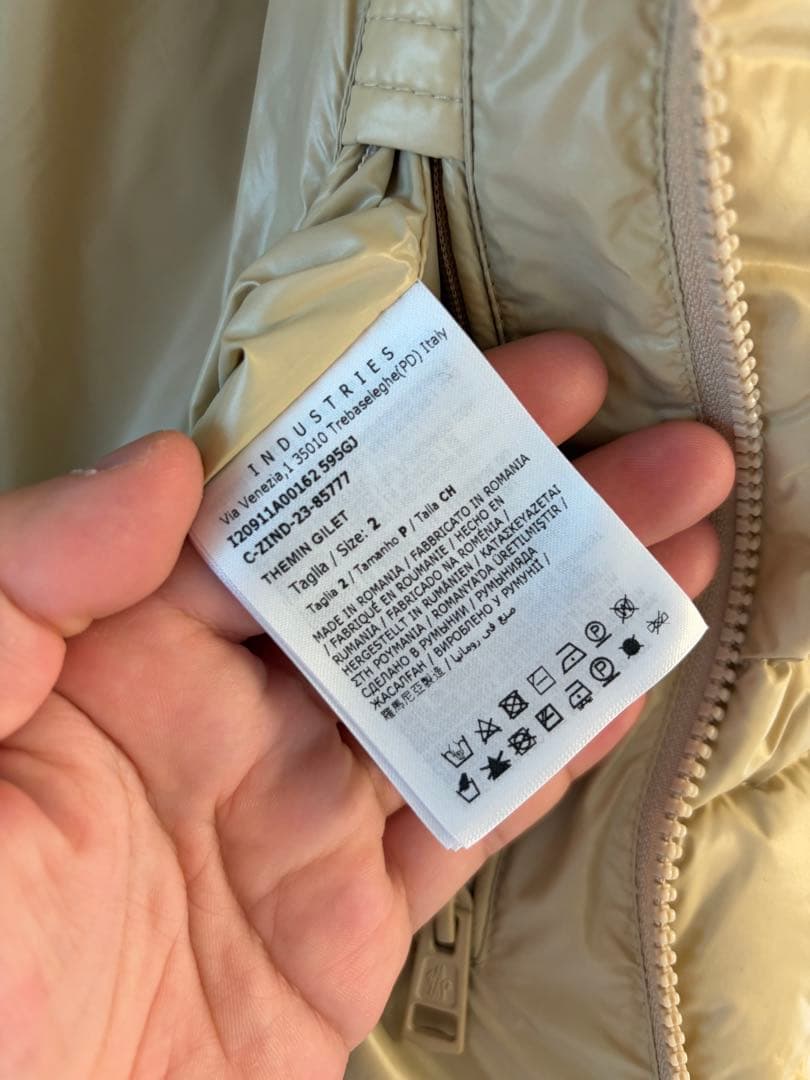 INDUSTRIES
Via Venezia,1 35010 Trebaseleghe(PD) Italy
I20911A00162 595GJ
C-ZIND-23-85777
THEMIN GILET
Taglia / Size: 2
Taglia 2 / Tamanho P / Talla CH
MADE IN ROMANIA / FABBRICATO IN ROMANIA
/ FABRIQUÉ EN ROUMANIE / HECHO EN
RUMANIA / FABRICADO NA ROMÉNIA /
HERGESTELLT IN RUMÄNIEN / ΚΑΤΑΣΚΕΥΑΖΕΤΑΙ
ΣΤΗ ΡΟΥΜΑΝΙΑ / ROMANYA'DA ÜRETILMIŞTIR /
СДЕЛАНО В РУМЫНИИ / РУМЫНИЯДА
ЖАСАЛҒАН / ВИРОБЛЕНО У РУМУНІЇ /
羅馬尼亞製造 / صنع في رومانيا